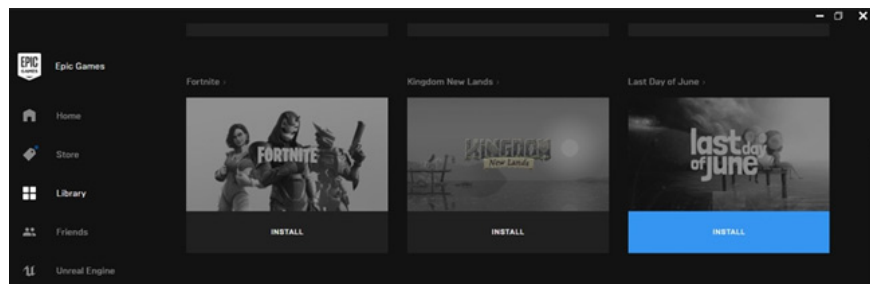 EPIC
GAMES
Epic Games
Home
Store
Library
Friends
Unreal Engine
Fortnite ›
Kingdom New Lands ›
Last Day of June ›
FORTNITE
KINGDOM
New Lands
last day
of june
INSTALL
INSTALL
INSTALL